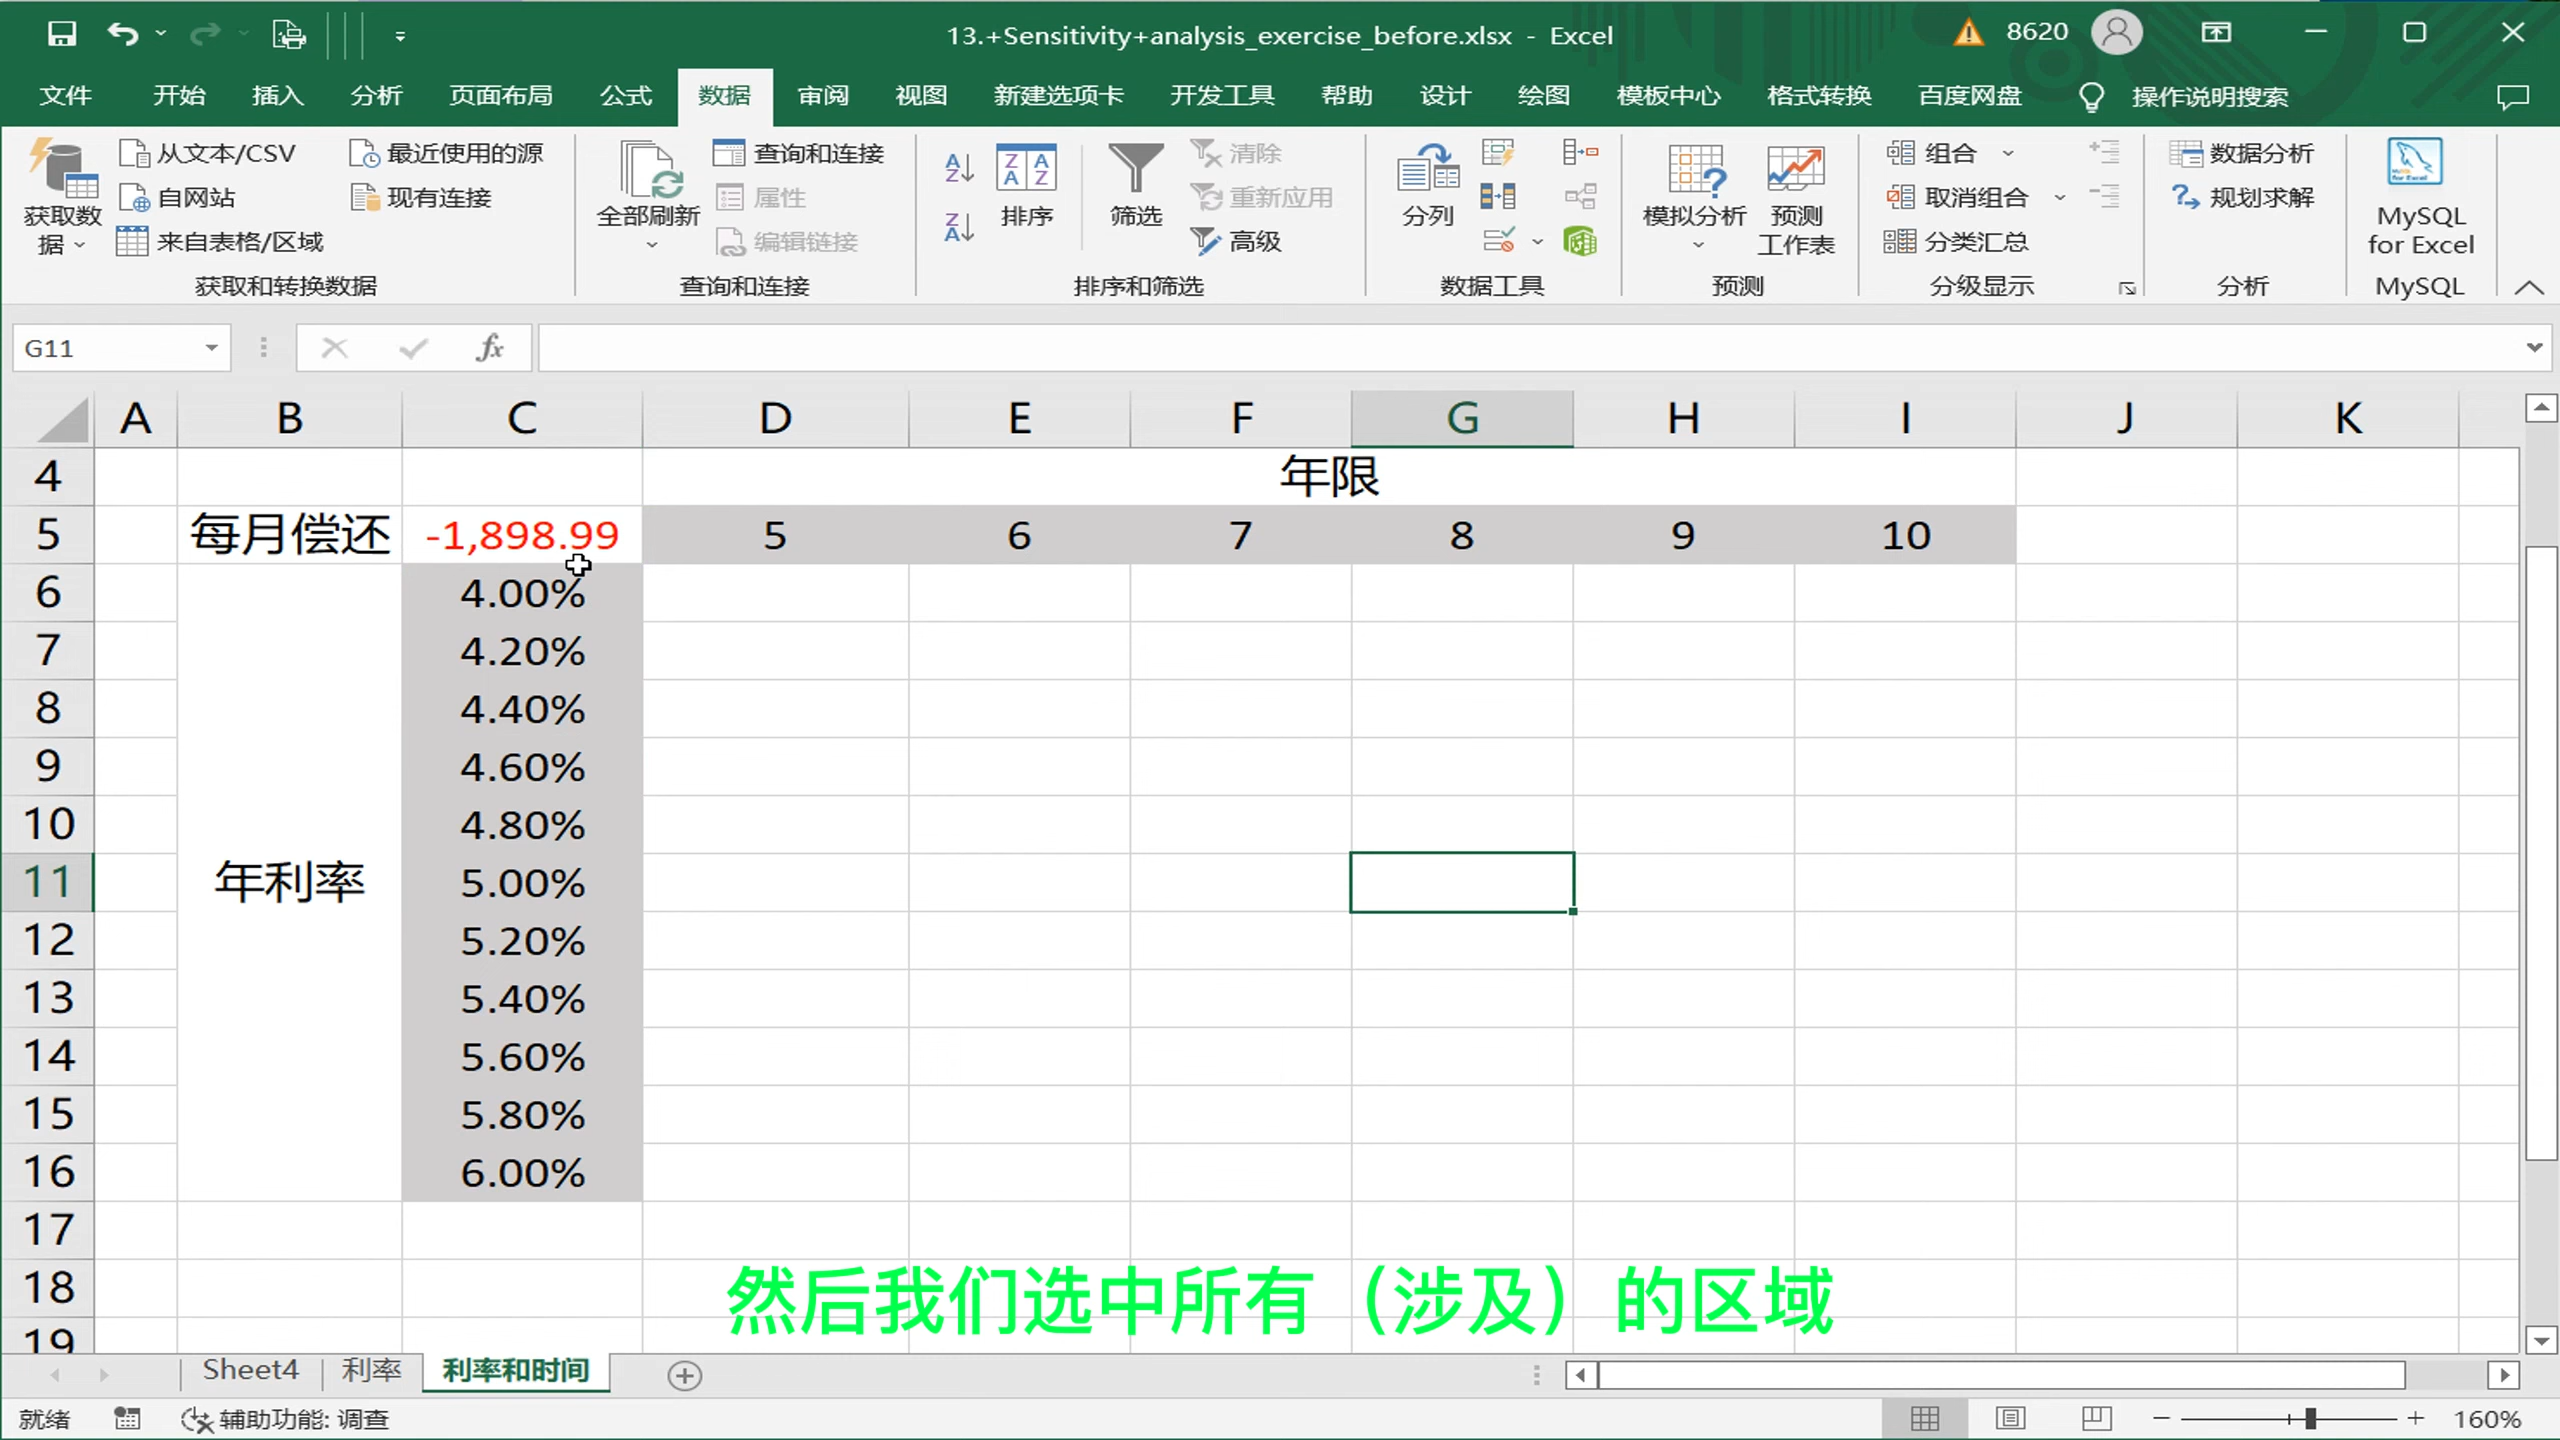 13.+Sensitivity+analysis_exercise_before.xlsx - Excel 8620
文件 开始 插入 分析 页面布局 公式 数据 审阅 视图 新建选项卡 开发工具 帮助 设计 绘图 模板中心 格式转换 百度网盘 操作说明搜索
获取数据
从文本/CSV
自网站
来自表格/区域
最近使用的源
现有连接
获取和转换数据
全部刷新
查询和连接
属性
编辑链接
查询和连接
排序
筛选
清除
重新应用
高级
排序和筛选
分列
数据工具
模拟分析
预测
工作表
预测
组合
取消组合
分类汇总
分级显示
数据分析
规划求解
分析
MySQL
for Excel
MySQL
G11 fx
A B C D E F G H I J K
4 年限
5 每月偿还 -1,898.99 5 6 7 8 9 10
6 4.00%
7 4.20%
8 4.40%
9 4.60%
10 4.80%
11 年利率 5.00%
12 5.20%
13 5.40%
14 5.60%
15 5.80%
16 6.00%
17
18
19
然后我们选中所有（涉及）的区域
Sheet4 利率 利率和时间
就绪 辅助功能: 调查 160%